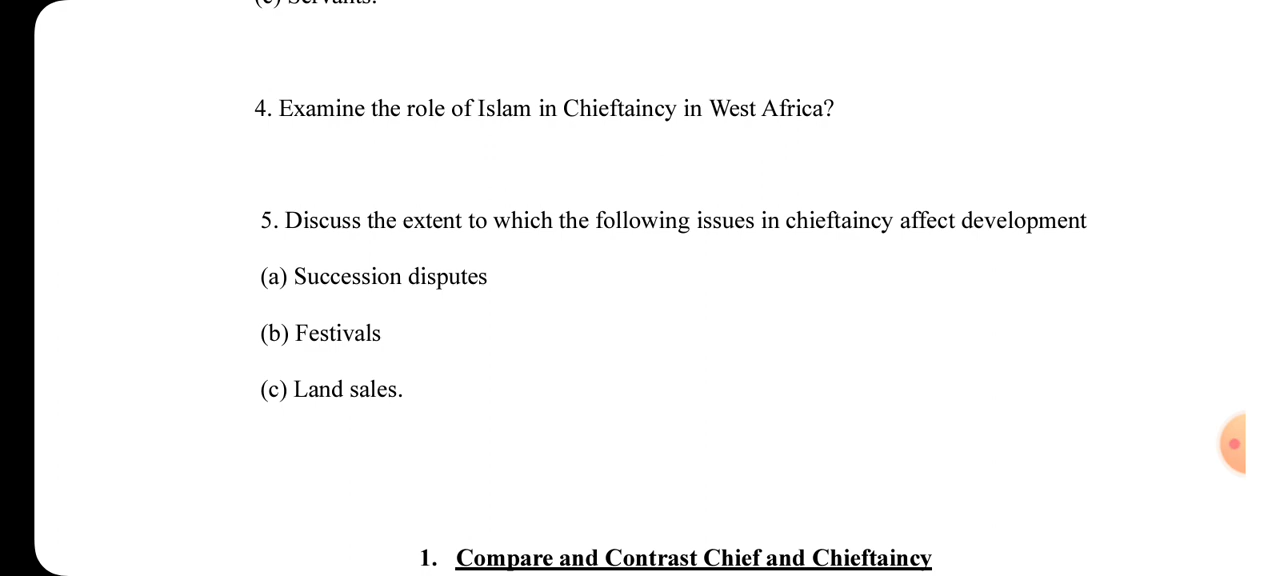 4. Examine the role of Islam in Chieftaincy in West Africa?
5. Discuss the extent to which the following issues in chieftaincy affect development
(a) Succession disputes
(b) Festivals
(c) Land sales.
1. Compare and Contrast Chief and Chieftaincy